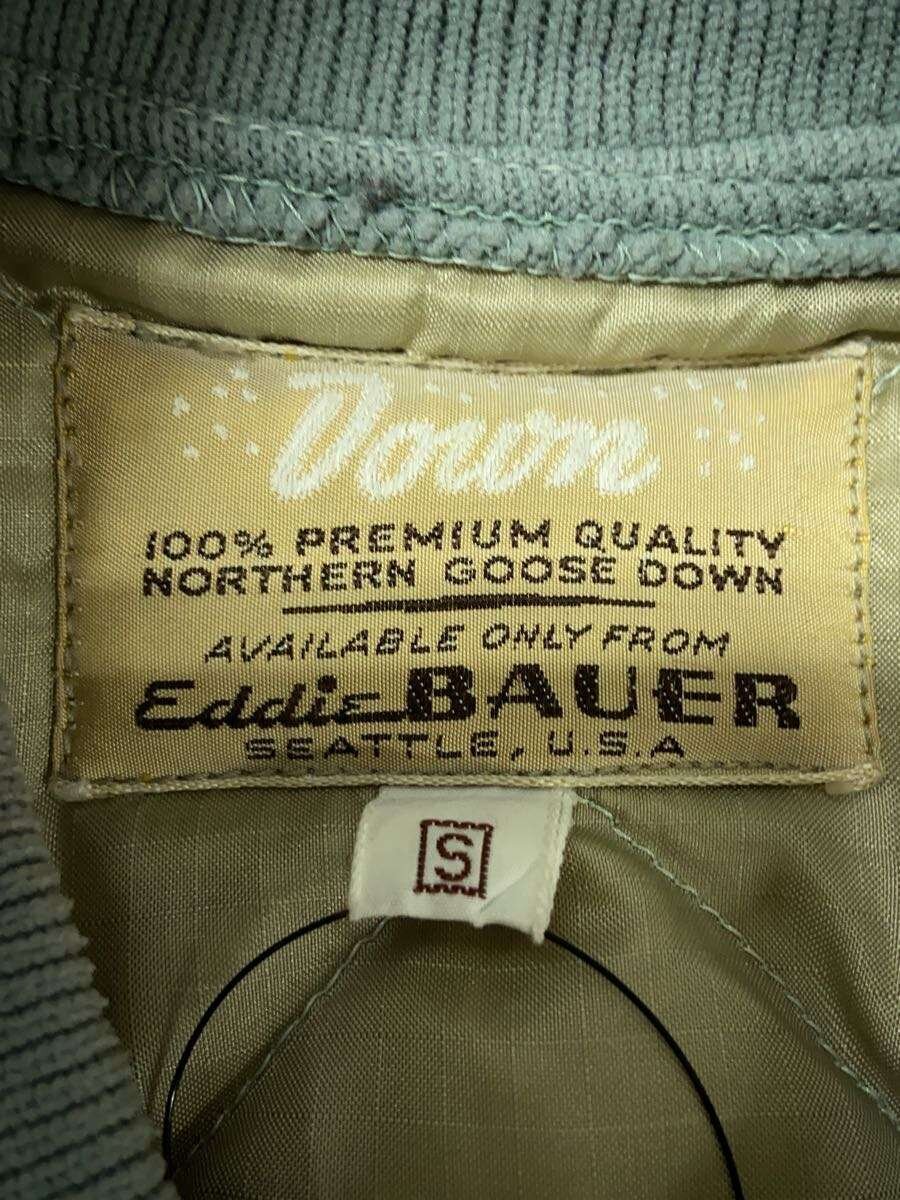 Down
100% PREMIUM QUALITY
NORTHERN GOOSE DOWN
AVAILABLE ONLY FROM
Eddie BAUER
SEATTLE, U.S.A
S